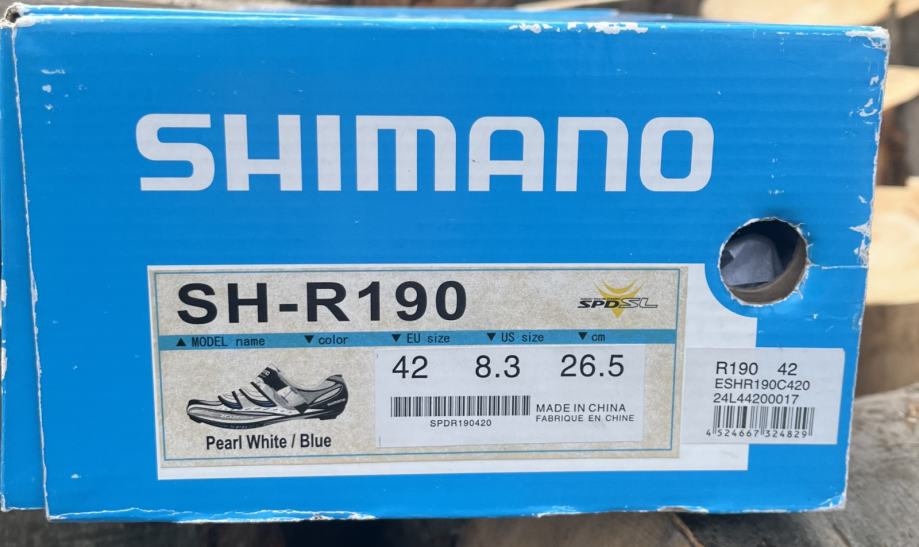 SHIMANO
SH-R190
SPD-SL
▲ MODEL name ▼ color ▼ EU size ▼ US size ▼ cm
42 8.3 26.5
SPDR190420
MADE IN CHINA
FABRIQUE EN CHINE
Pearl White / Blue
R190 42
ESHR190C420
24L44200017
4 524667 324829